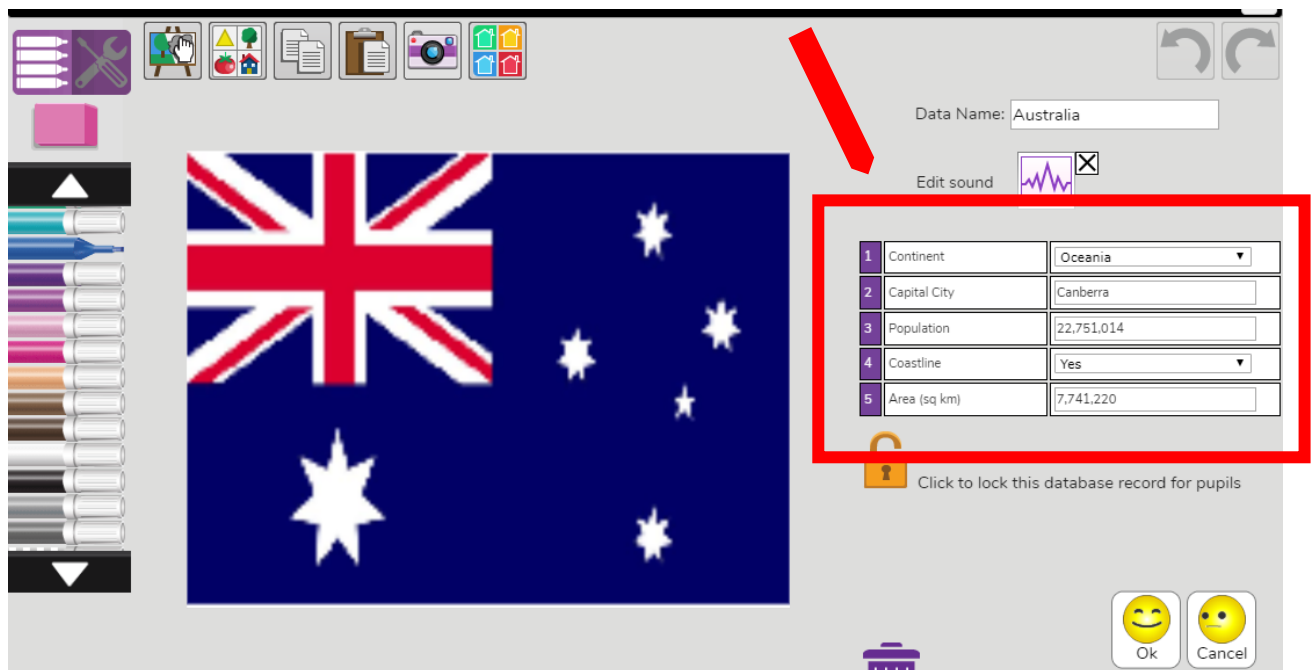 Data Name: Australia
Edit sound
1 Continent Oceania
2 Capital City Canberra
3 Population 22,751,014
4 Coastline Yes
5 Area (sq km) 7,741,220
Click to lock this database record for pupils
Ok Cancel